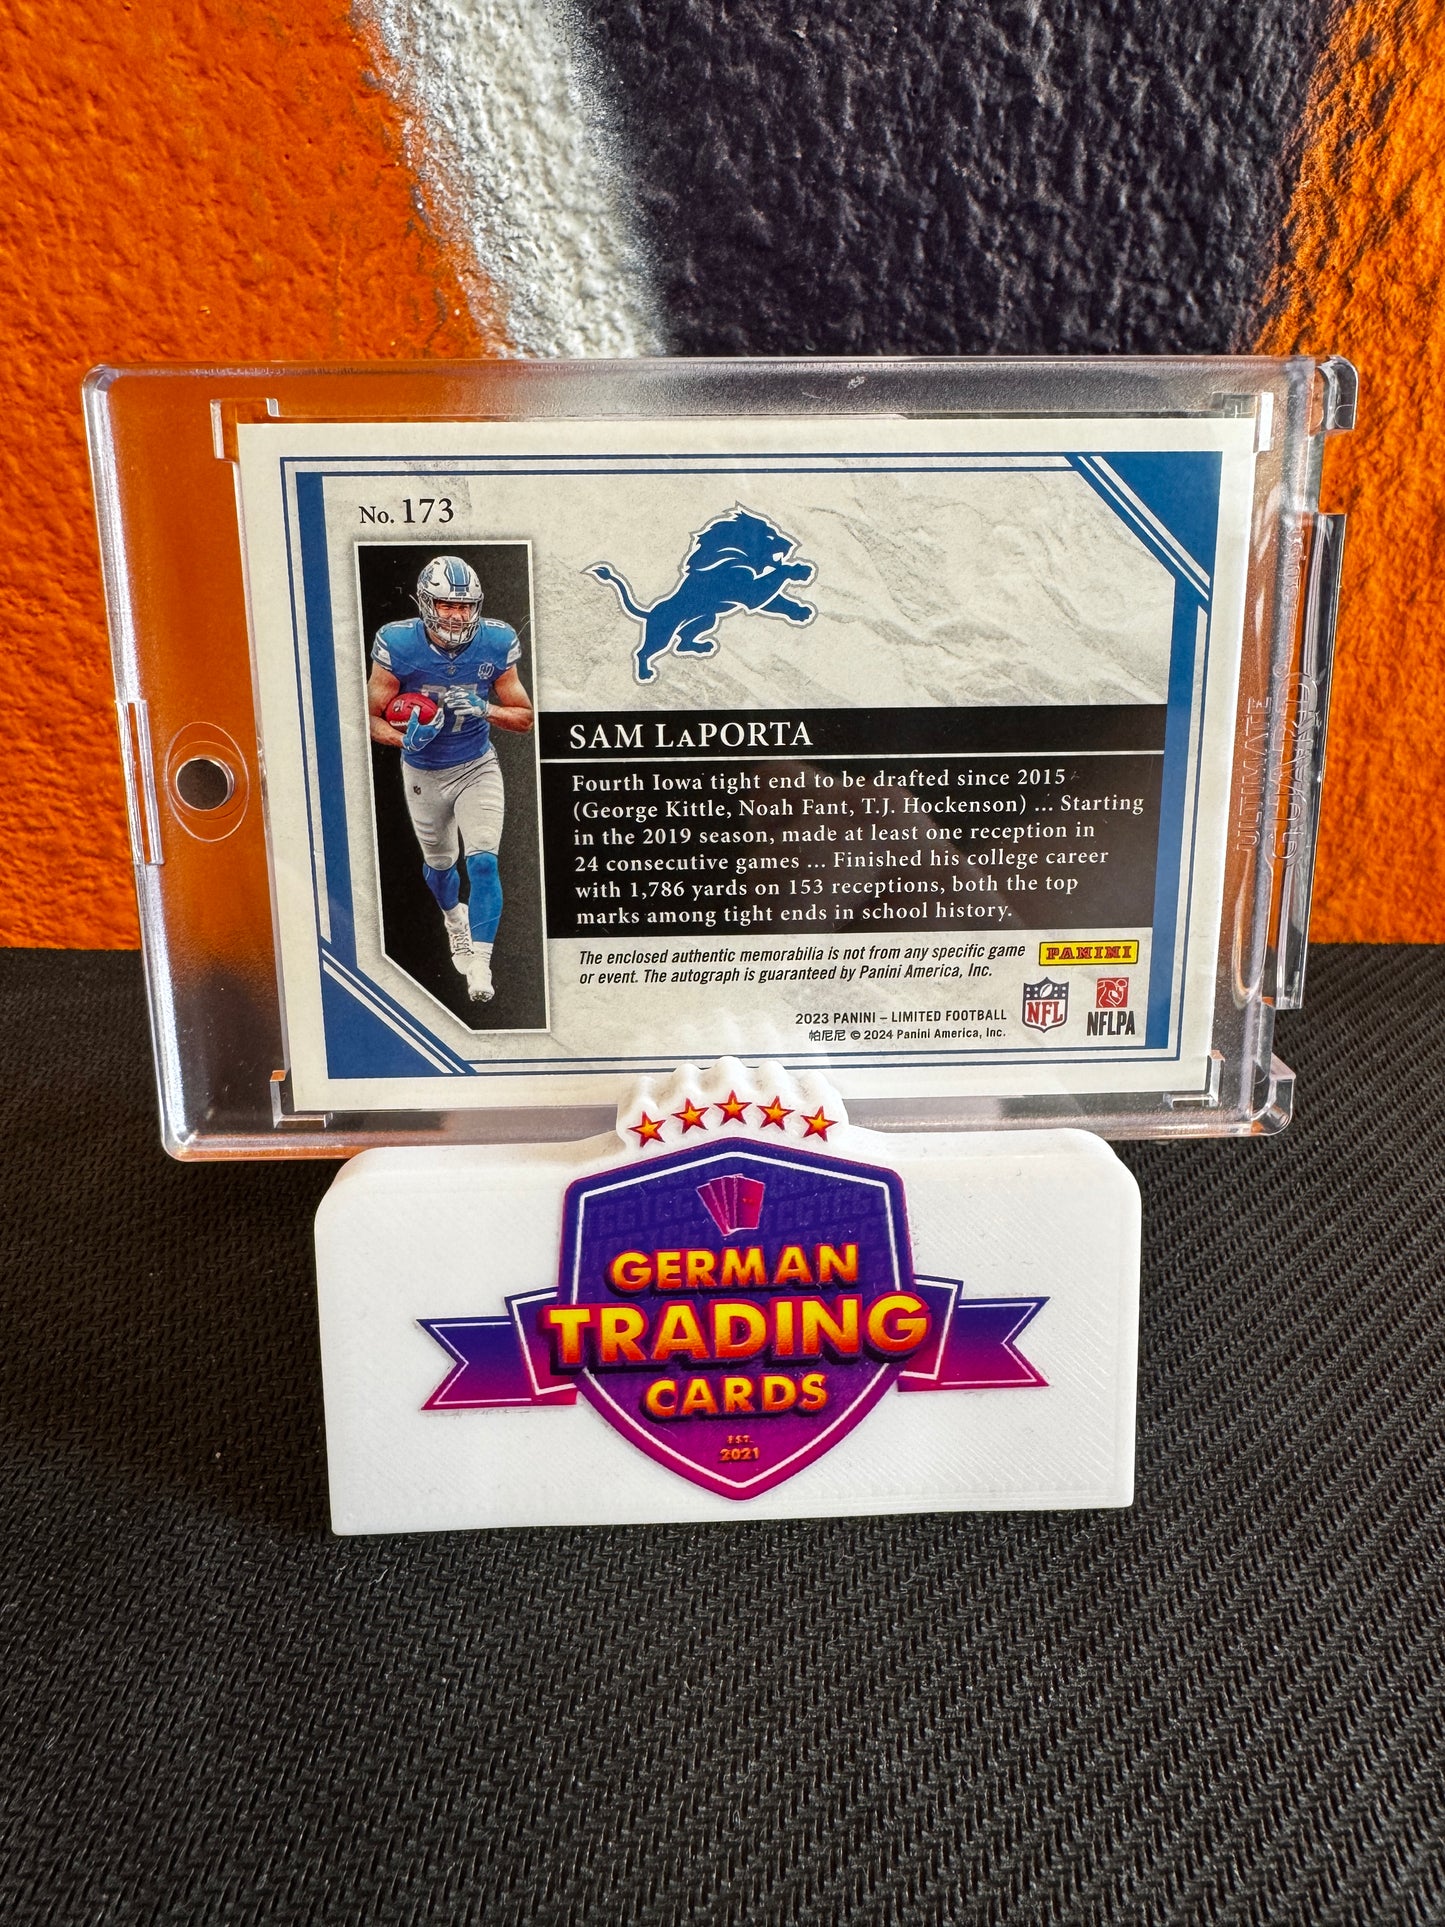 No. 173
SAM LaPORTA
Fourth Iowa tight end to be drafted since 2015
(George Kittle, Noah Fant, T.J. Hockenson) ... Starting
in the 2019 season, made at least one reception in
24 consecutive games ... Finished his college career
with 1,786 yards on 153 receptions, both the top
marks among tight ends in school history.
The enclosed authentic memorabilia is not from any specific game
or event. The autograph is guaranteed by Panini America, Inc.
PANINI
2023 PANINI – LIMITED FOOTBALL
帕尼尼 © 2024 Panini America, Inc.
NFL
NFLPA
87
ULTIMATE
GUARD®
GERMAN
TRADING
CARDS
EST.
2021